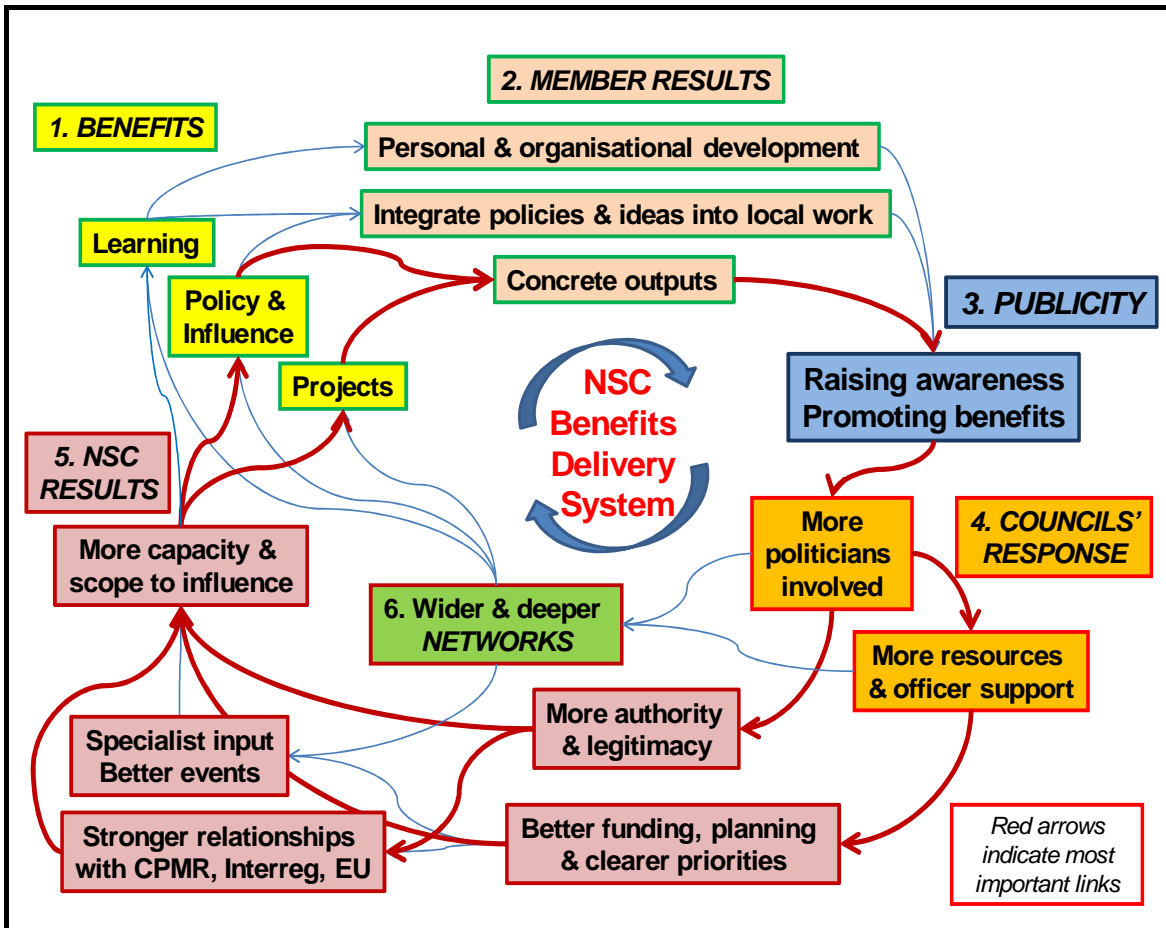 2. MEMBER RESULTS
1. BENEFITS
Personal & organisational development
Integrate policies & ideas into local work
Learning
Concrete outputs
Policy &
Influence
3. PUBLICITY
Projects
NSC
Benefits
Delivery
System
Raising awareness
Promoting benefits
5. NSC
RESULTS
More
politicians
involved
4. COUNCILS’
RESPONSE
More capacity &
scope to influence
6. Wider & deeper
NETWORKS
More resources
& officer support
More authority
& legitimacy
Specialist input
Better events
Stronger relationships
with CPMR, Interreg, EU
Better funding, planning
& clearer priorities
Red arrows
indicate most
important links